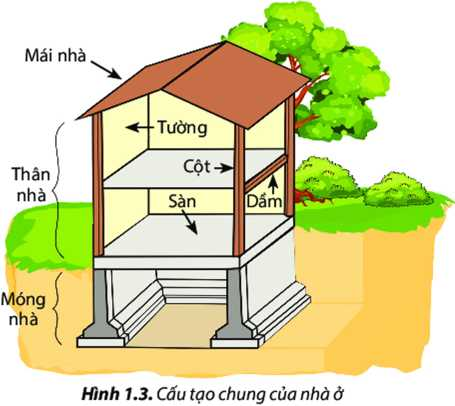 Mái nhà
Tường
Cột
Thân
nhà
Sàn
Dầm
Móng
nhà
Hình 1.3. Cấu tạo chung của nhà ở